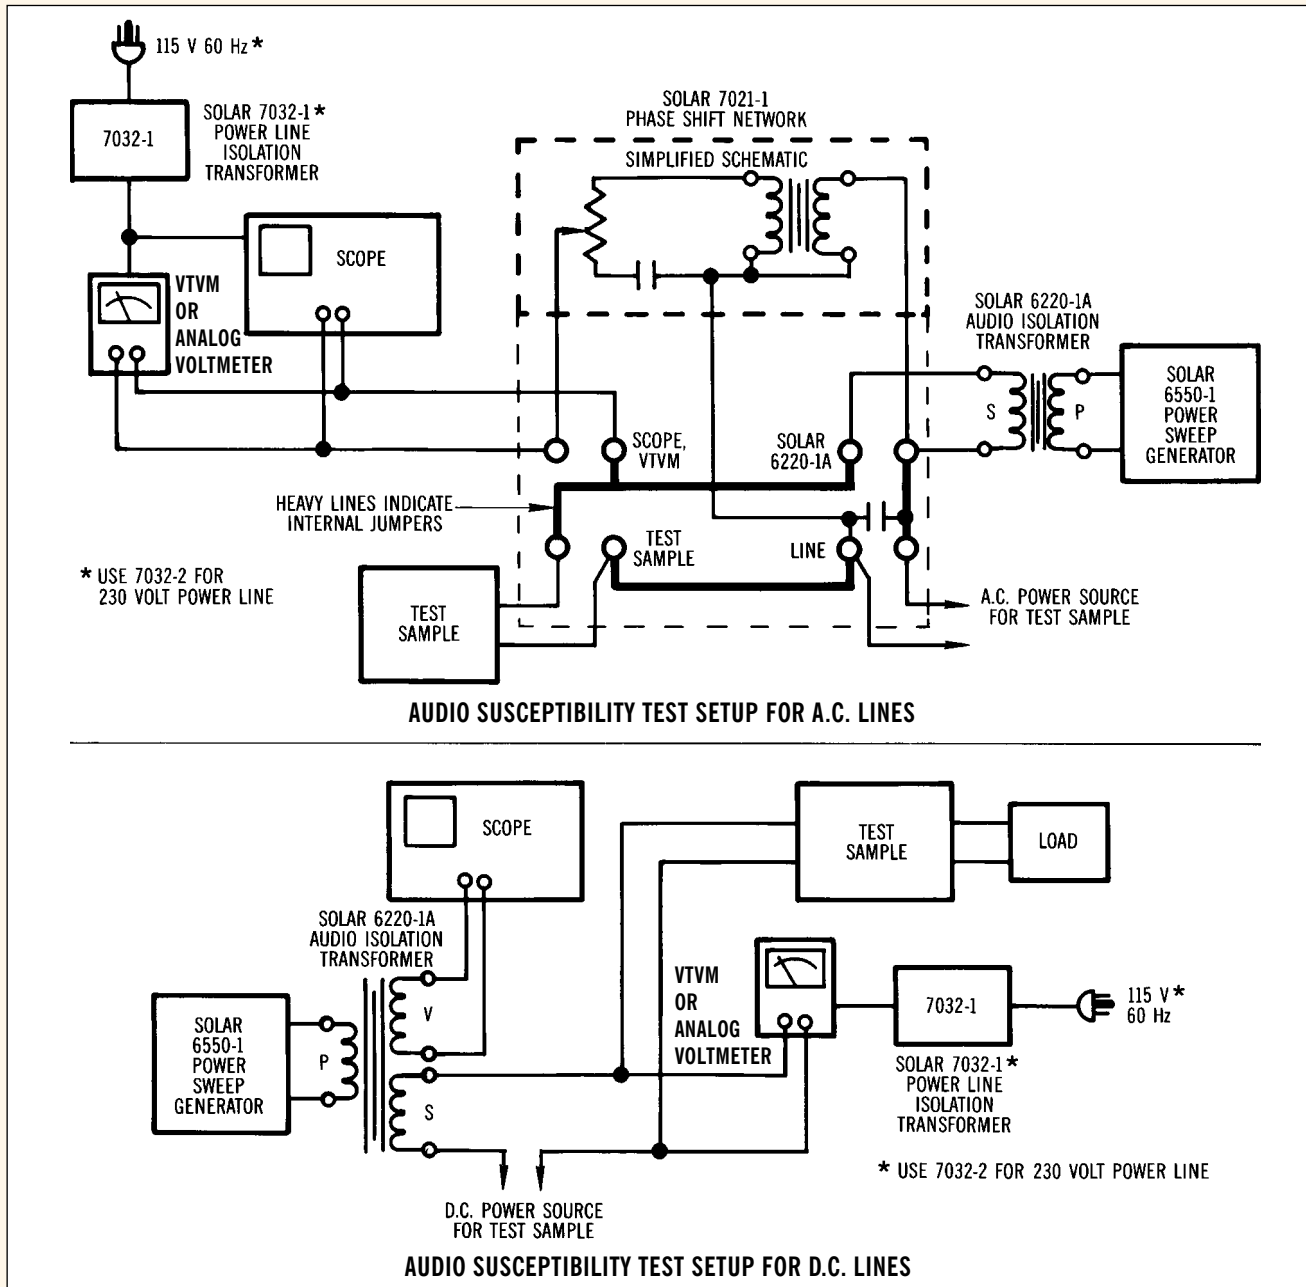 115 V 60 Hz *
7032-1
SOLAR 7032-1 *
POWER LINE
ISOLATION
TRANSFORMER
SCOPE
VTVM
OR
ANALOG
VOLTMETER
SOLAR 7021-1
PHASE SHIFT NETWORK
SIMPLIFIED SCHEMATIC
SOLAR 6220-1A
AUDIO ISOLATION
TRANSFORMER
S
P
SOLAR
6550-1
POWER
SWEEP
GENERATOR
SCOPE,
VTVM
SOLAR
6220-1A
HEAVY LINES INDICATE
INTERNAL JUMPERS
TEST
SAMPLE
LINE
* USE 7032-2 FOR
230 VOLT POWER LINE
TEST
SAMPLE
A.C. POWER SOURCE
FOR TEST SAMPLE
AUDIO SUSCEPTIBILITY TEST SETUP FOR A.C. LINES
SCOPE
TEST
SAMPLE
LOAD
SOLAR 6220-1A
AUDIO ISOLATION
TRANSFORMER
SOLAR
6550-1
POWER
SWEEP
GENERATOR
P
V
S
VTVM
OR
ANALOG
VOLTMETER
7032-1
115 V *
60 Hz
SOLAR 7032-1 *
POWER LINE
ISOLATION
TRANSFORMER
* USE 7032-2 FOR 230 VOLT POWER LINE
D.C. POWER SOURCE
FOR TEST SAMPLE
AUDIO SUSCEPTIBILITY TEST SETUP FOR D.C. LINES